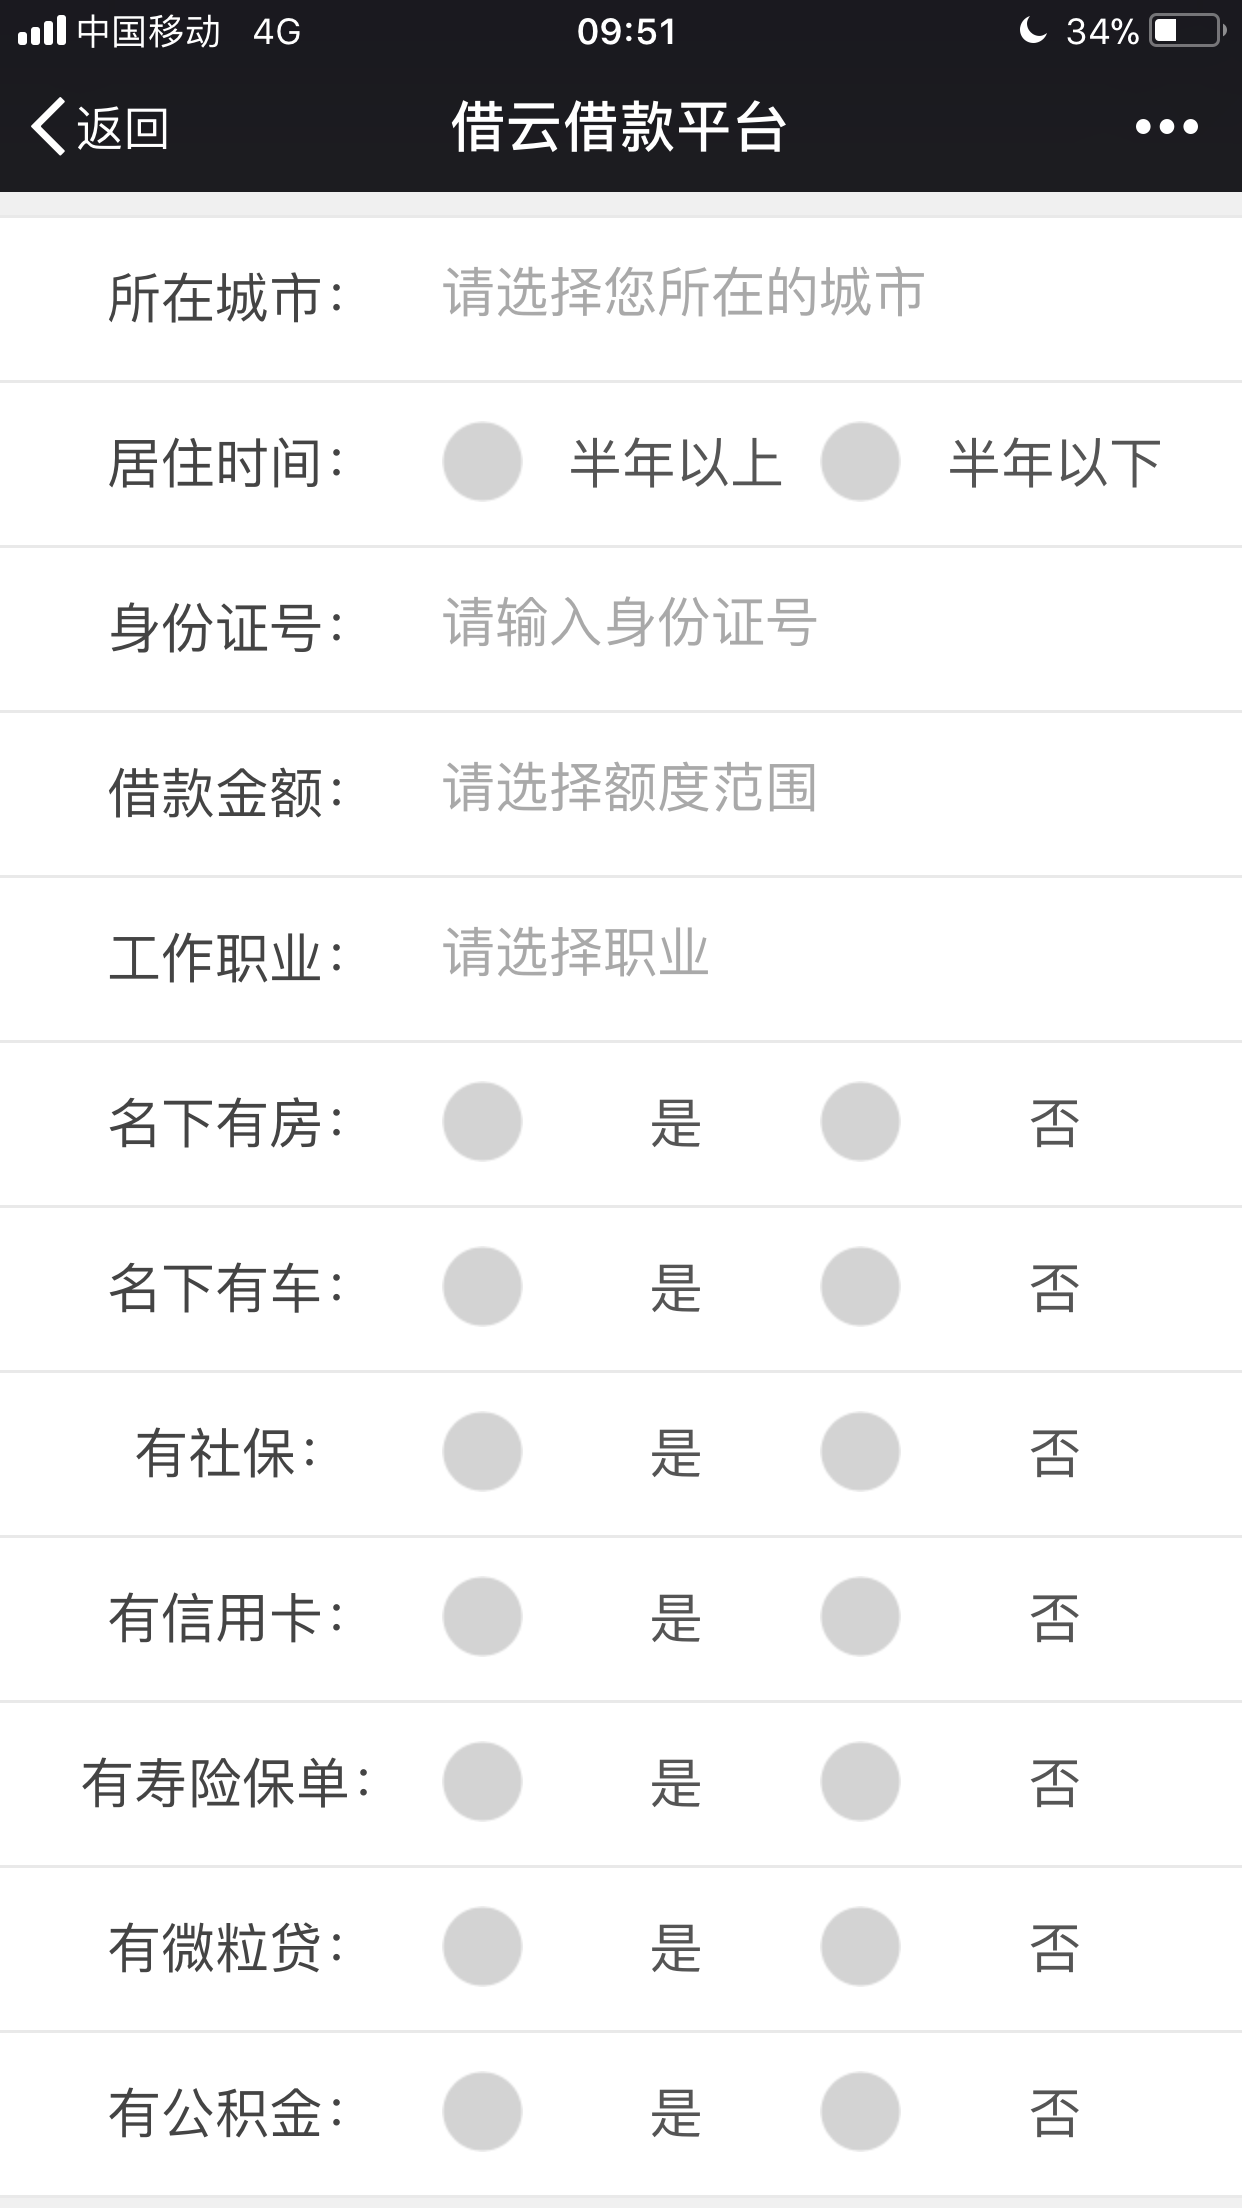 中国移动 4G 09:51 34%
返回 借云借款平台
所在城市： 请选择您所在的城市
居住时间： 半年以上 半年以下
身份证号： 请输入身份证号
借款金额： 请选择额度范围
工作职业： 请选择职业
名下有房： 是 否
名下有车： 是 否
有社保： 是 否
有信用卡： 是 否
有寿险保单： 是 否
有微粒贷： 是 否
有公积金： 是 否